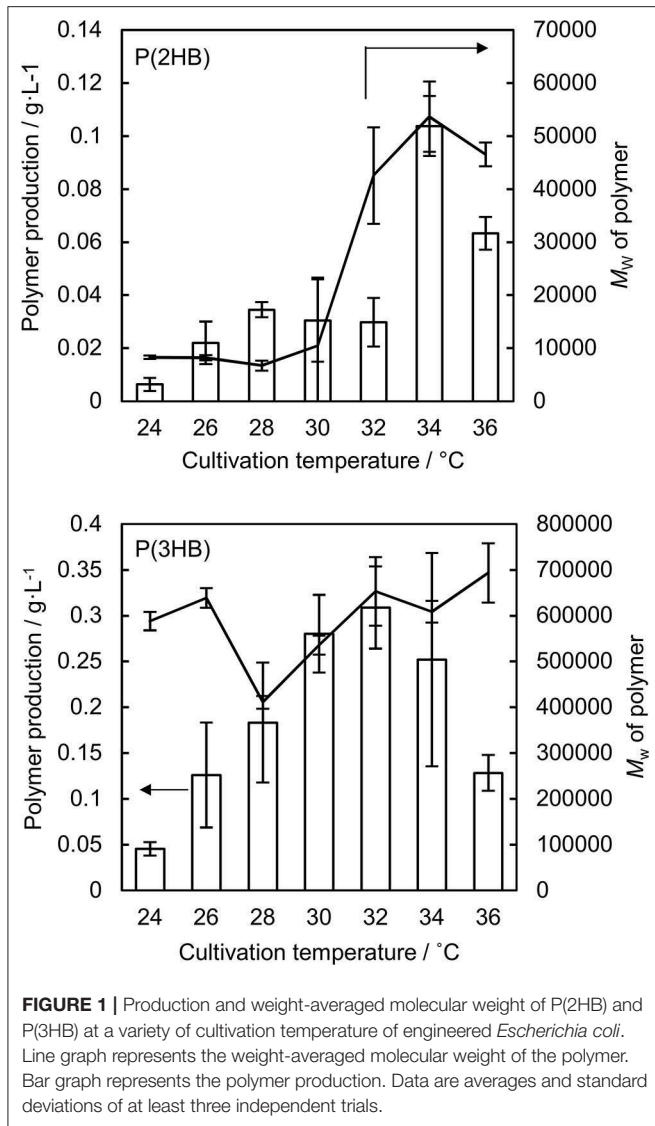 P(2HB)
Polymer production / g·L-1
0.14
0.12
0.1
0.08
0.06
0.04
0.02
0
70000
60000
50000
40000
30000
20000
10000
0
Mw of polymer
24 26 28 30 32 34 36
Cultivation temperature / °C
P(3HB)
Polymer production / g·L-1
0.4
0.35
0.3
0.25
0.2
0.15
0.1
0.05
0
800000
700000
600000
500000
400000
300000
200000
100000
0
Mw of polymer
24 26 28 30 32 34 36
Cultivation temperature / ˚C
FIGURE 1 | Production and weight-averaged molecular weight of P(2HB) and
P(3HB) at a variety of cultivation temperature of engineered Escherichia coli.
Line graph represents the weight-averaged molecular weight of the polymer.
Bar graph represents the polymer production. Data are averages and standard
deviations of at least three independent trials.